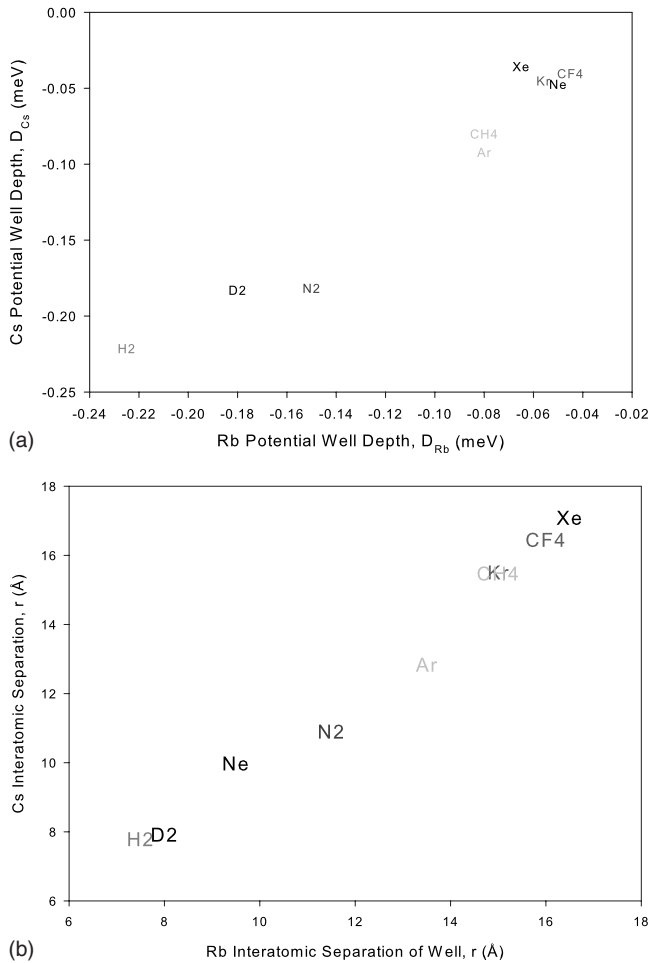 0.00
Xe
CF4
Kr
Ne
-0.05
CH4
Ar
-0.10
-0.15
D2
N2
-0.20
H2
-0.25
Cs Potential Well Depth, D_Cs (meV)
-0.24 -0.22 -0.20 -0.18 -0.16 -0.14 -0.12 -0.10 -0.08 -0.06 -0.04 -0.02
(a)
Rb Potential Well Depth, D_Rb (meV)
18
Xe
CF4
16
CH4
Kr
14
Ar
12
N2
Ne
10
8
H2
D2
6
Cs Interatomic Separation, r (Å)
6 8 10 12 14 16 18
(b)
Rb Interatomic Separation of Well, r (Å)